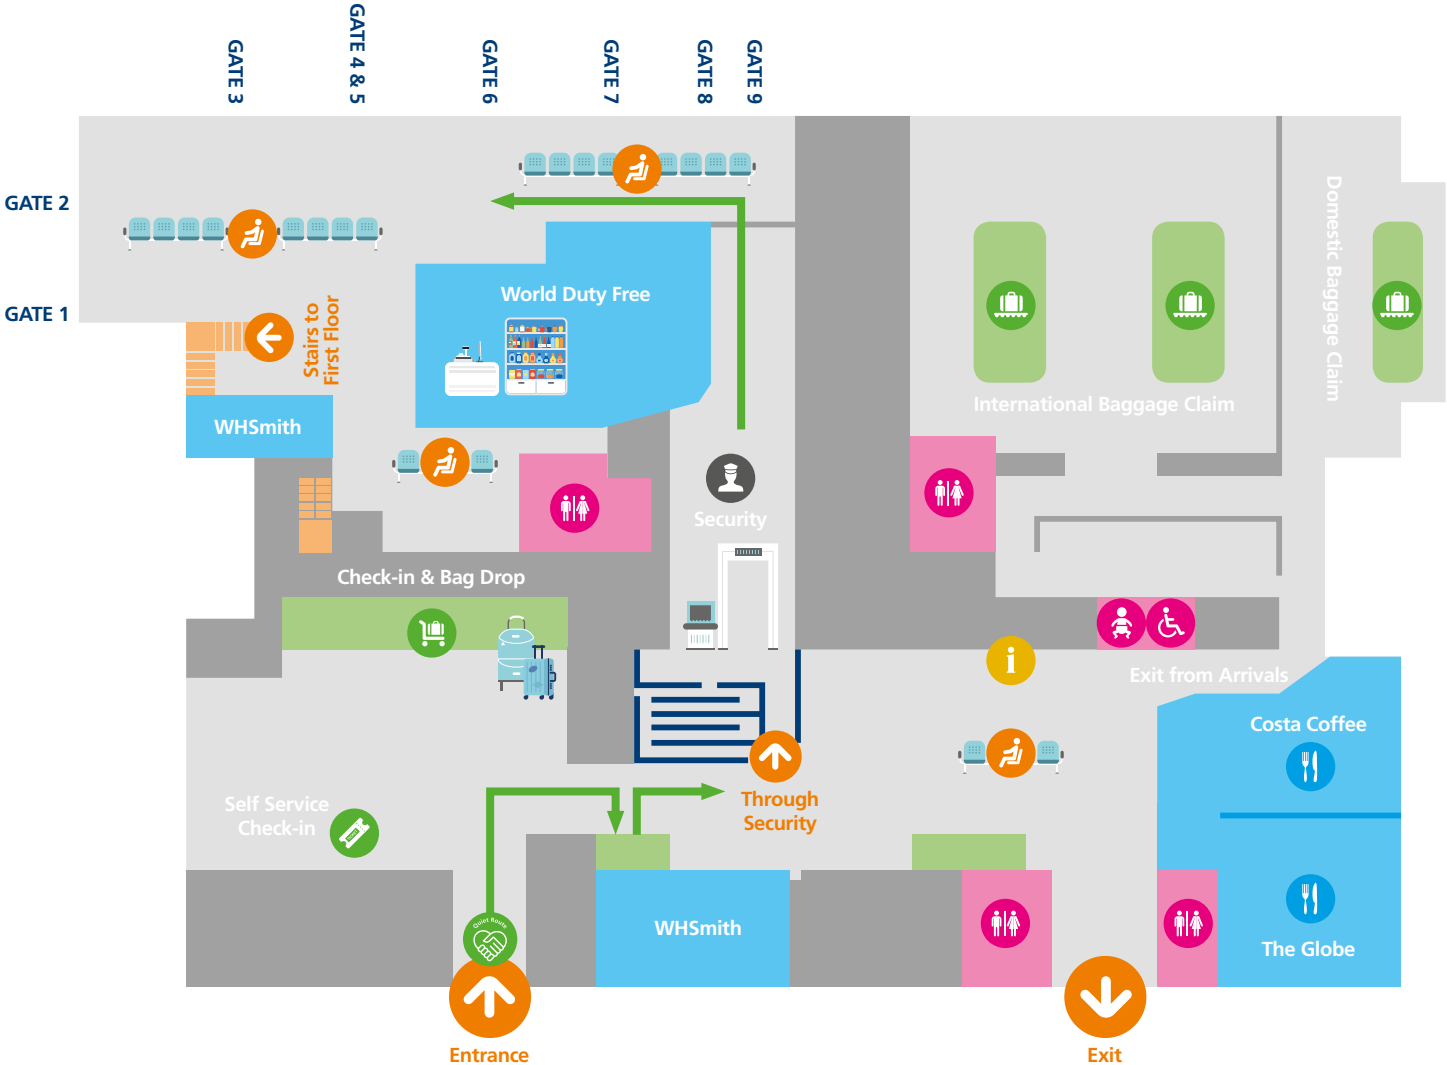 GATE 3
GATE 4 & 5
GATE 6
GATE 7
GATE 8
GATE 9
GATE 2
GATE 1
Domestic Baggage Claim
World Duty Free
Stairs to
First Floor
International Baggage Claim
WHSmith
Security
Check-in & Bag Drop
i
Exit from Arrivals
Costa Coffee
Through
Security
Self Service
Check-in
Quiet Route
WHSmith
The Globe
Entrance
Exit